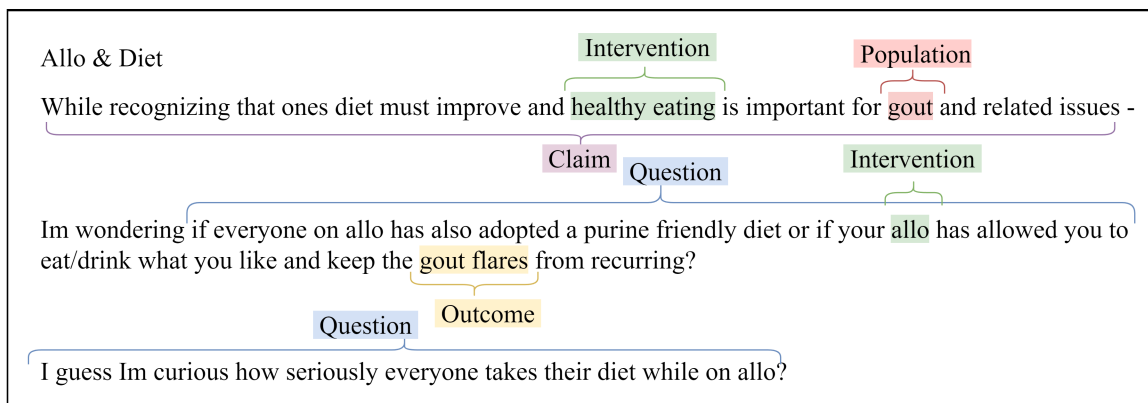 Intervention Population
Allo & Diet
While recognizing that ones diet must improve and healthy eating is important for gout and related issues -
Claim Intervention
Question
Im wondering if everyone on allo has also adopted a purine friendly diet or if your allo has allowed you to
eat/drink what you like and keep the gout flares from recurring?
Outcome
Question
I guess Im curious how seriously everyone takes their diet while on allo?